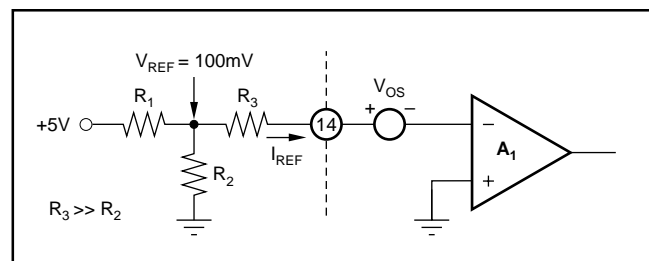 V_REF = 100mV
V_OS
R_1
R_3
+5V
14
+ −
−
A_1
I_REF
+
R_2
R_3 >> R_2